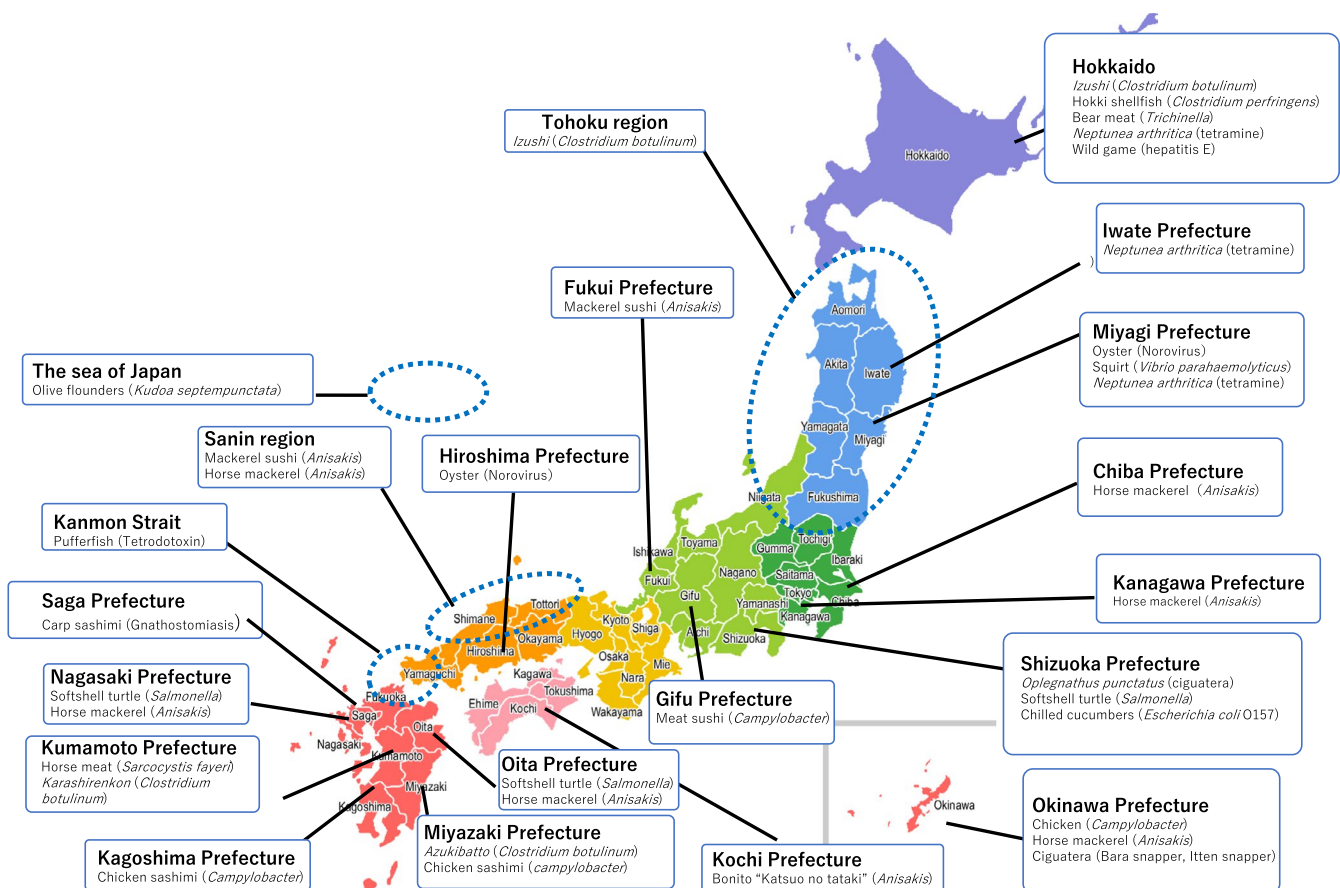 Hokkaido
Izushi (Clostridium botulinum)
Hokki shellfish (Clostridium perfringens)
Bear meat (Trichinella)
Neptunea arthritica (tetramine)
Wild game (hepatitis E)
Tohoku region
Izushi (Clostridium botulinum)
Iwate Prefecture
Neptunea arthritica (tetramine)
)
Fukui Prefecture
Mackerel sushi (Anisakis)
Miyagi Prefecture
Oyster (Norovirus)
Squirt (Vibrio parahaemolyticus)
Neptunea arthritica (tetramine)
The sea of Japan
Olive flounders (Kudoa septempunctata)
Sanin region
Mackerel sushi (Anisakis)
Horse mackerel (Anisakis)
Hiroshima Prefecture
Oyster (Norovirus)
Chiba Prefecture
Horse mackerel (Anisakis)
Kanmon Strait
Pufferfish (Tetrodotoxin)
Kanagawa Prefecture
Horse mackerel (Anisakis)
Saga Prefecture
Carp sashimi (Gnathostomiasis)
Shizuoka Prefecture
Oplegnathus punctatus (ciguatera)
Softshell turtle (Salmonella)
Chilled cucumbers (Escherichia coli O157)
Nagasaki Prefecture
Softshell turtle (Salmonella)
Horse mackerel (Anisakis)
Gifu Prefecture
Meat sushi (Campylobacter)
Kumamoto Prefecture
Horse meat (Sarcocystis fayeri)
Karashirenkon (Clostridium
botulinum)
Oita Prefecture
Softshell turtle (Salmonella)
Horse mackerel (Anisakis)
Okinawa Prefecture
Chicken (Campylobacter)
Horse mackerel (Anisakis)
Ciguatera (Bara snapper, Itten snapper)
Miyazaki Prefecture
Azukibatto (Clostridium botulinum)
Chicken sashimi (campylobacter)
Kagoshima Prefecture
Chicken sashimi (Campylobacter)
Kochi Prefecture
Bonito “Katsuo no tataki” (Anisakis)
Hokkaido
Aomori
Akita
Iwate
Yamagata
Miyagi
Niigata
Fukushima
Ishikawa
Toyama
Gumma
Tochigi
Ibaraki
Fukui
Nagano
Saitama
Gifu
Yamanashi
Tokyo
Chiba
Kanagawa
Aichi
Shizuoka
Shimane
Tottori
Okayama
Hiroshima
Yamaguchi
Hyogo
Kyoto
Shiga
Osaka
Mie
Nara
Wakayama
Kagawa
Tokushima
Ehime
Kochi
Fukuoka
Saga
Oita
Nagasaki
Kumamoto
Miyazaki
Kagoshima
Okinawa